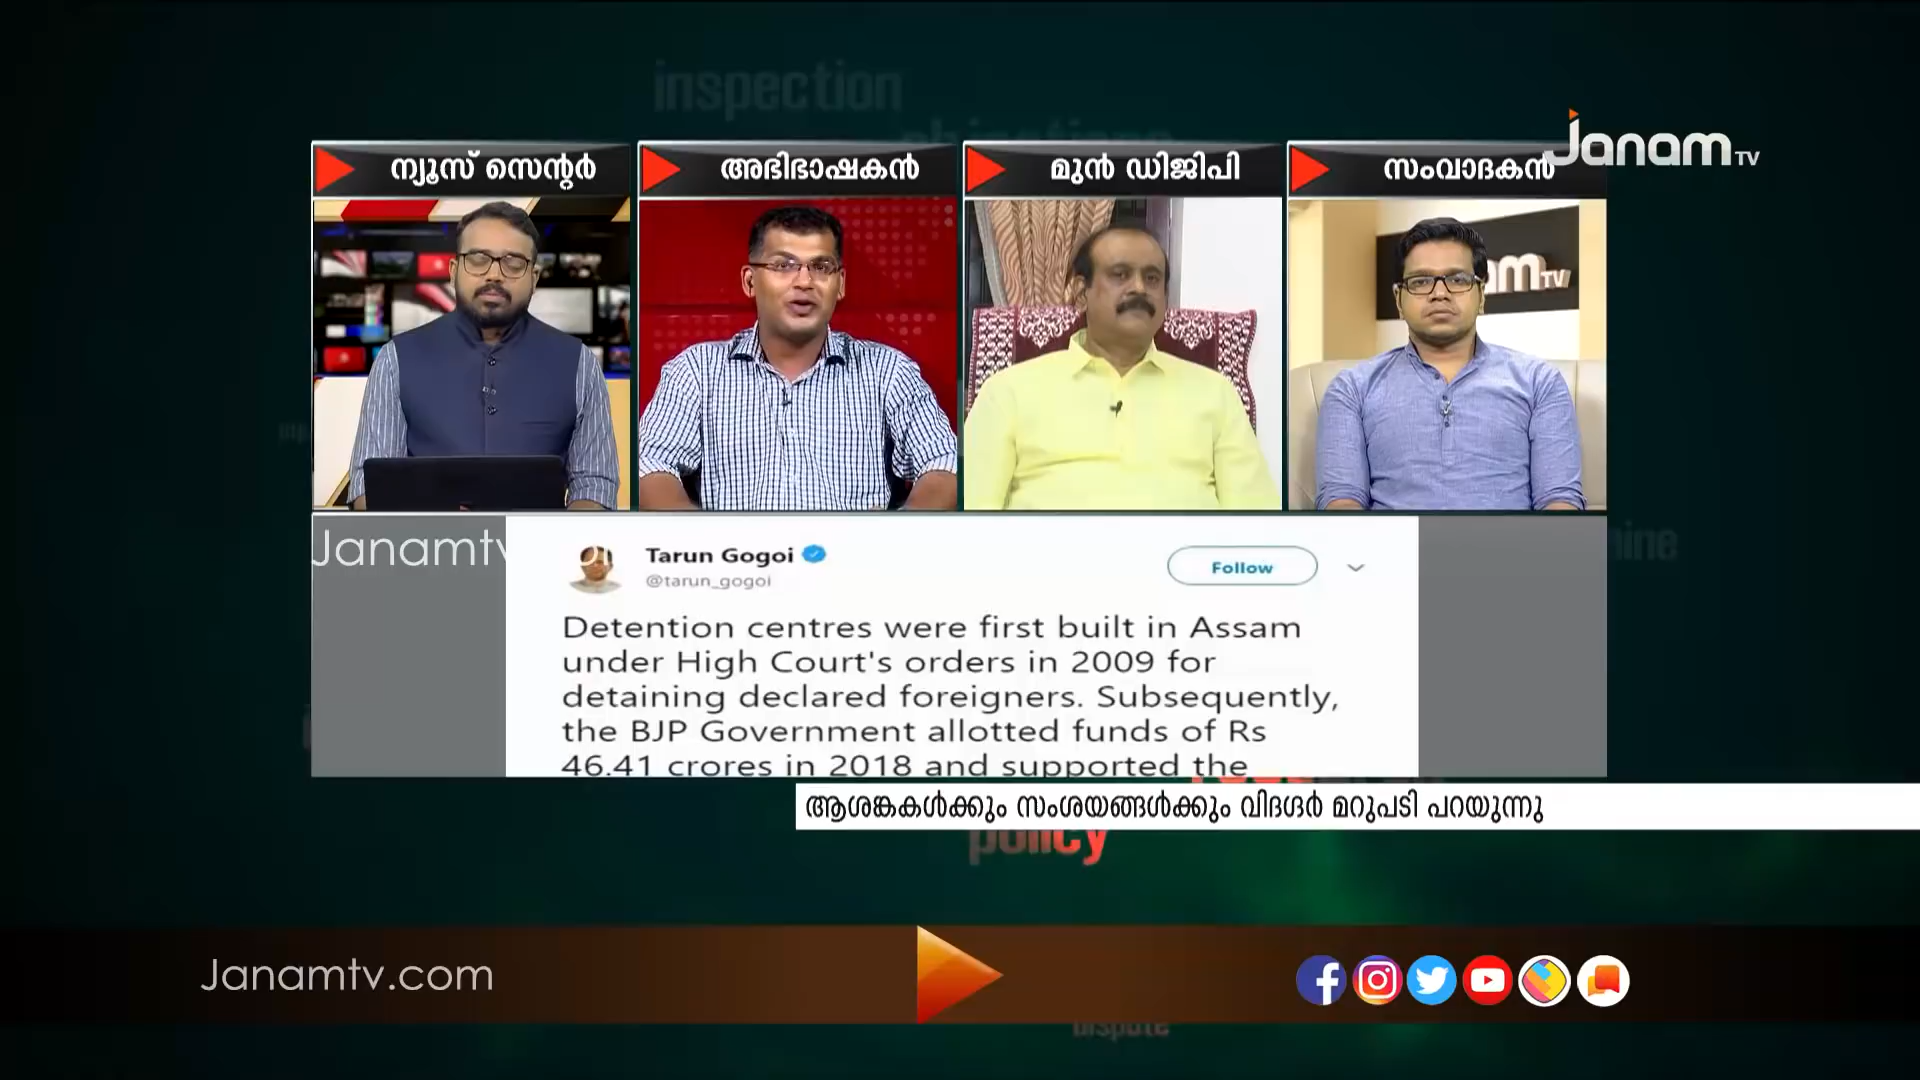 inspection
Janam TV
ന്യൂസ് സെന്റർ
അഭിഭാഷകൻ
മുൻ ഡിജിപി
സംവാദകൻ
Janamtv
Tarun Gogoi
@tarun_gogoi
Follow
Detention centres were first built in Assam
under High Court's orders in 2009 for
detaining declared foreigners. Subsequently,
the BJP Government allotted funds of Rs
46.41 crores in 2018 and supported the
ആശങ്കകൾക്കും സംശയങ്ങൾക്കും വിദഗ്ദർ മറുപടി പറയുന്നു
policy
Janamtv.com
dispute